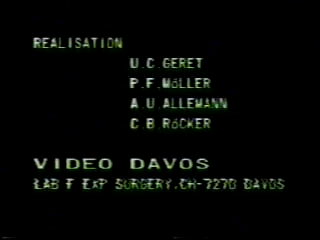 REALISATION
U.C.GERET
P.F.MöLLER
A.U.ALLEMANN
C.B.RöCKER
VIDEO DAVOS
LAB F EXP SURGERY.CH-7270 DAVOS